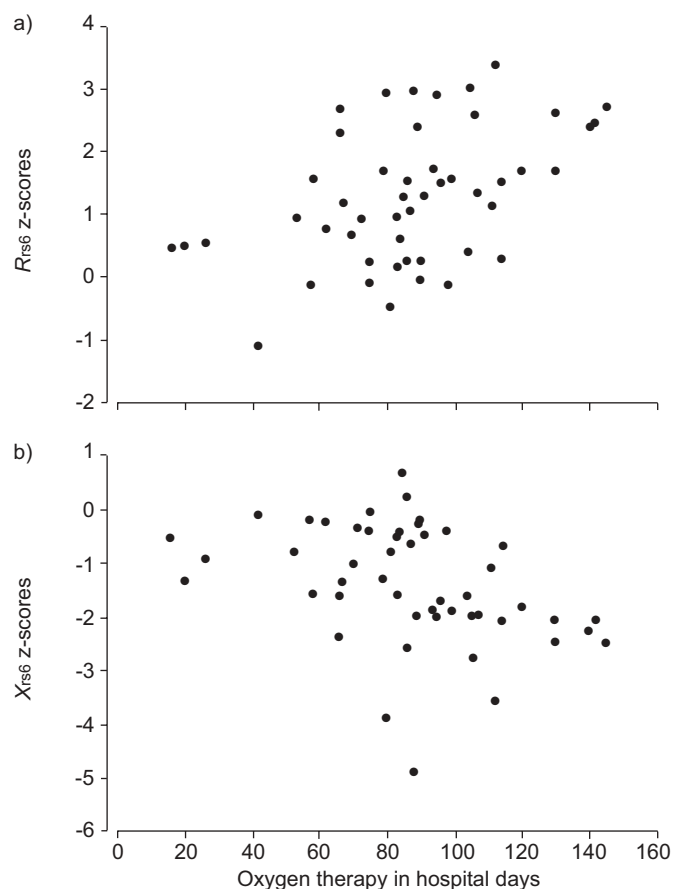 a)
4
3
2
1
0
-1
-2
Rrs6 z-scores
b)
1
0
-1
-2
-3
-4
-5
-6
Xrs6 z-scores
0 20 40 60 80 100 120 140 160
Oxygen therapy in hospital days